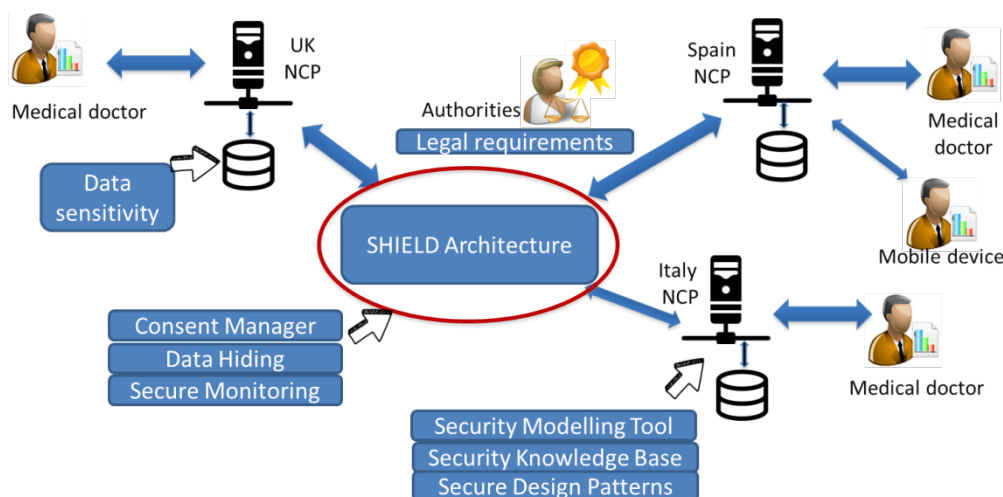 UK
NCP
Medical doctor
Spain
NCP
Authorities
Legal requirements
Medical
doctor
Data
sensitivity
SHIELD Architecture
Mobile device
Italy
NCP
Consent Manager
Data Hiding
Secure Monitoring
Medical doctor
Security Modelling Tool
Security Knowledge Base
Secure Design Patterns